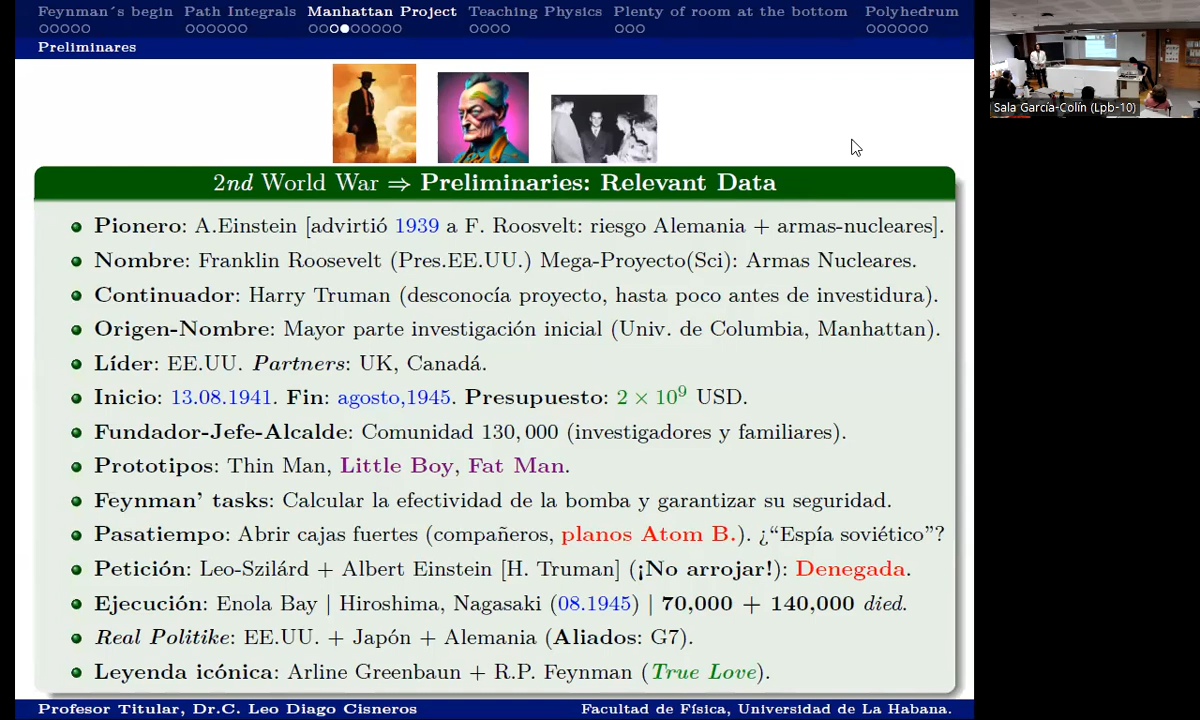 Feynman´s begin Path Integrals Manhattan Project Teaching Physics Plenty of room at the bottom Polyhedrum
Preliminares
Sala García-Colín (Lpb-10)
2nd World War ⇒ Preliminaries: Relevant Data
Pionero: A.Einstein [advirtió 1939 a F. Roosvelt: riesgo Alemania + armas-nucleares].
Nombre: Franklin Roosevelt (Pres.EE.UU.) Mega-Proyecto(Sci): Armas Nucleares.
Continuador: Harry Truman (desconocía proyecto, hasta poco antes de investidura).
Origen-Nombre: Mayor parte investigación inicial (Univ. de Columbia, Manhattan).
Líder: EE.UU. Partners: UK, Canadá.
Inicio: 13.08.1941. Fin: agosto,1945. Presupuesto: 2 × 10⁹ USD.
Fundador-Jefe-Alcalde: Comunidad 130,000 (investigadores y familiares).
Prototipos: Thin Man, Little Boy, Fat Man.
Feynman' tasks: Calcular la efectividad de la bomba y garantizar su seguridad.
Pasatiempo: Abrir cajas fuertes (compañeros, planos Atom B.). ¿“Espía soviético”?
Petición: Leo-Szilárd + Albert Einstein [H. Truman] (¡No arrojar!): Denegada.
Ejecución: Enola Bay | Hiroshima, Nagasaki (08.1945) | 70,000 + 140,000 died.
Real Politike: EE.UU. + Japón + Alemania (Aliados: G7).
Leyenda icónica: Arline Greenbaun + R.P. Feynman (True Love).
Profesor Titular, Dr.C. Leo Diago Cisneros Facultad de Física, Universidad de La Habana.